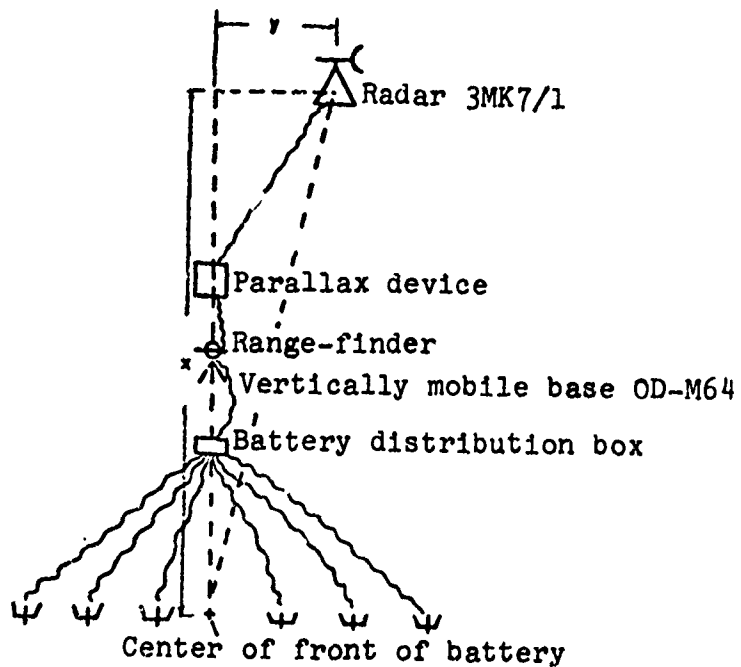 y
Radar 3MK7/1
Parallax device
Range-finder
x
Vertically mobile base OD-M64
Battery distribution box
Center of front of battery